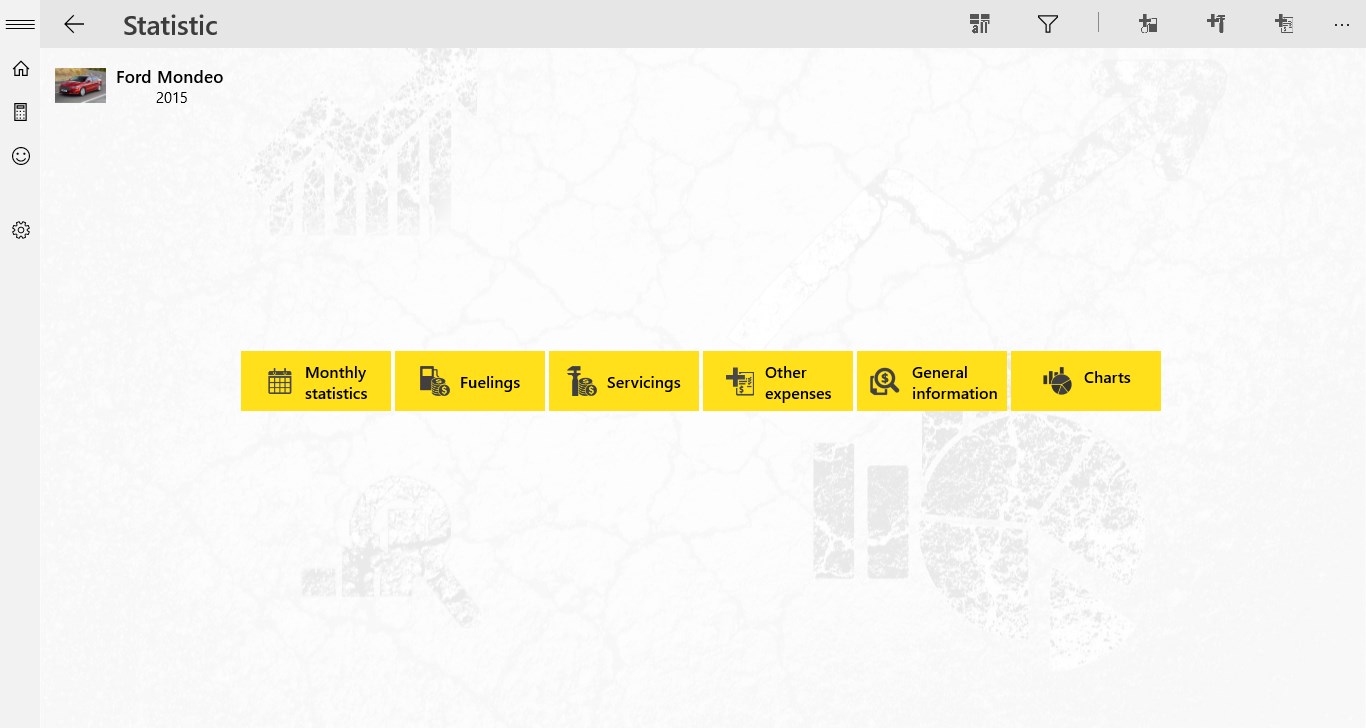 Statistic
Ford Mondeo
2015
Monthly
statistics
Fuelings
Servicings
Other
expenses
General
information
Charts